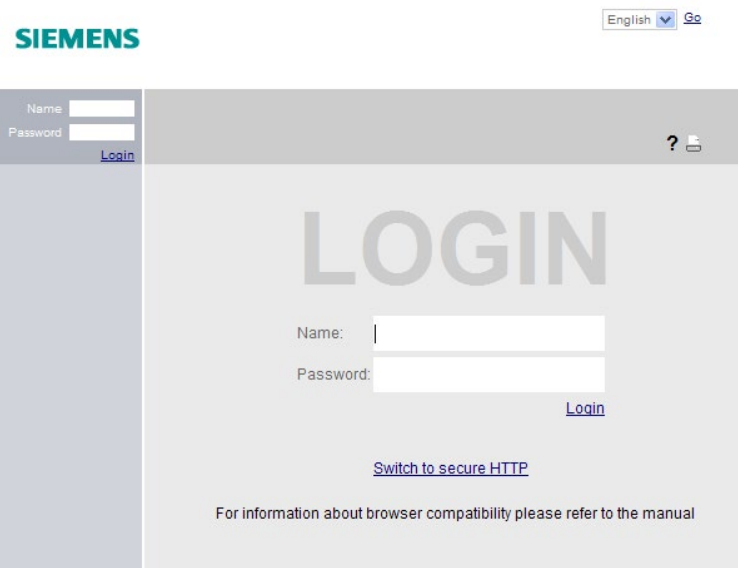 English Go
SIEMENS
Name
Password
Login
?
LOGIN
Name:
Password:
Login
Switch to secure HTTP
For information about browser compatibility please refer to the manual